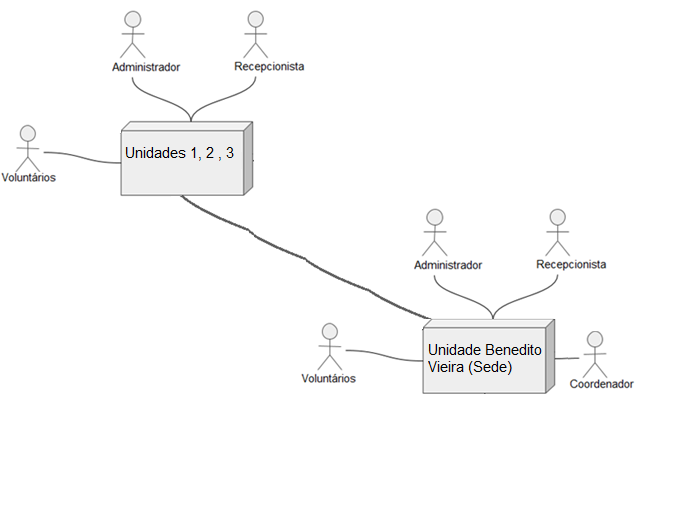 Administrador
Recepcionista
Unidades 1, 2 , 3
Voluntários
Administrador
Recepcionista
Unidade Benedito
Vieira (Sede)
Voluntários
Coordenador